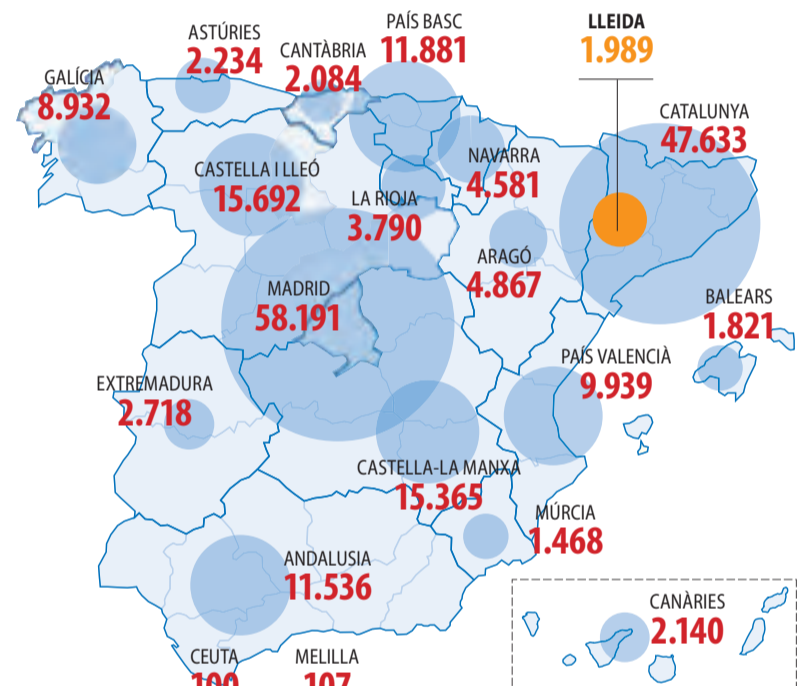 PAÍS BASC
11.881
LLEIDA
1.989
ASTÚRIES
2.234
CANTÀBRIA
2.084
GALÍCIA
8.932
CATALUNYA
47.633
NAVARRA
4.581
CASTELLA I LLEÓ
15.692
LA RIOJA
3.790
ARAGÓ
4.867
MADRID
58.191
BALEARS
1.821
PAÍS VALENCIÀ
9.939
EXTREMADURA
2.718
CASTELLA-LA MANXA
15.365
MÚRCIA
1.468
ANDALUSIA
11.536
CANÀRIES
2.140
CEUTA
100
MELILLA
107